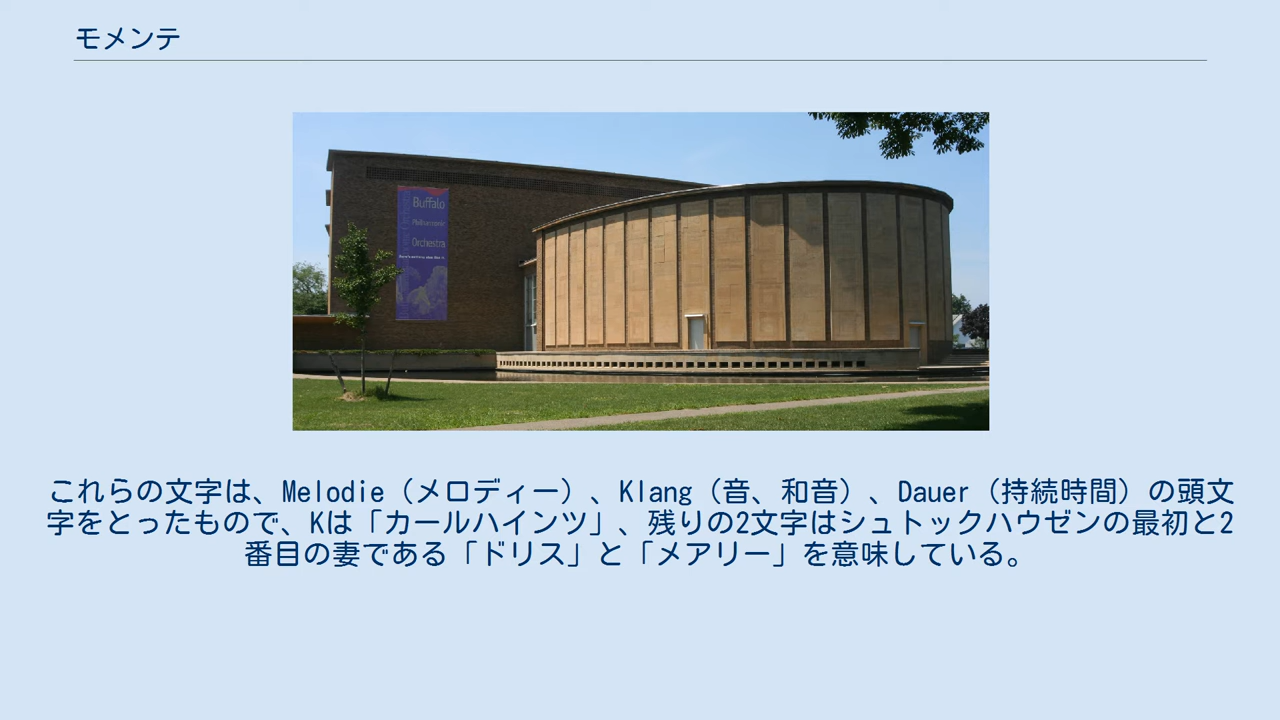 モメンテ
Buffalo
Philharmonic
Orchestra
これらの文字は、Melodie（メロディー）、Klang（音、和音）、Dauer（持続時間）の頭文
字をとったもので、Kは「カールハインツ」、残りの2文字はシュトックハウゼンの最初と2
番目の妻である「ドリス」と「メアリー」を意味している。